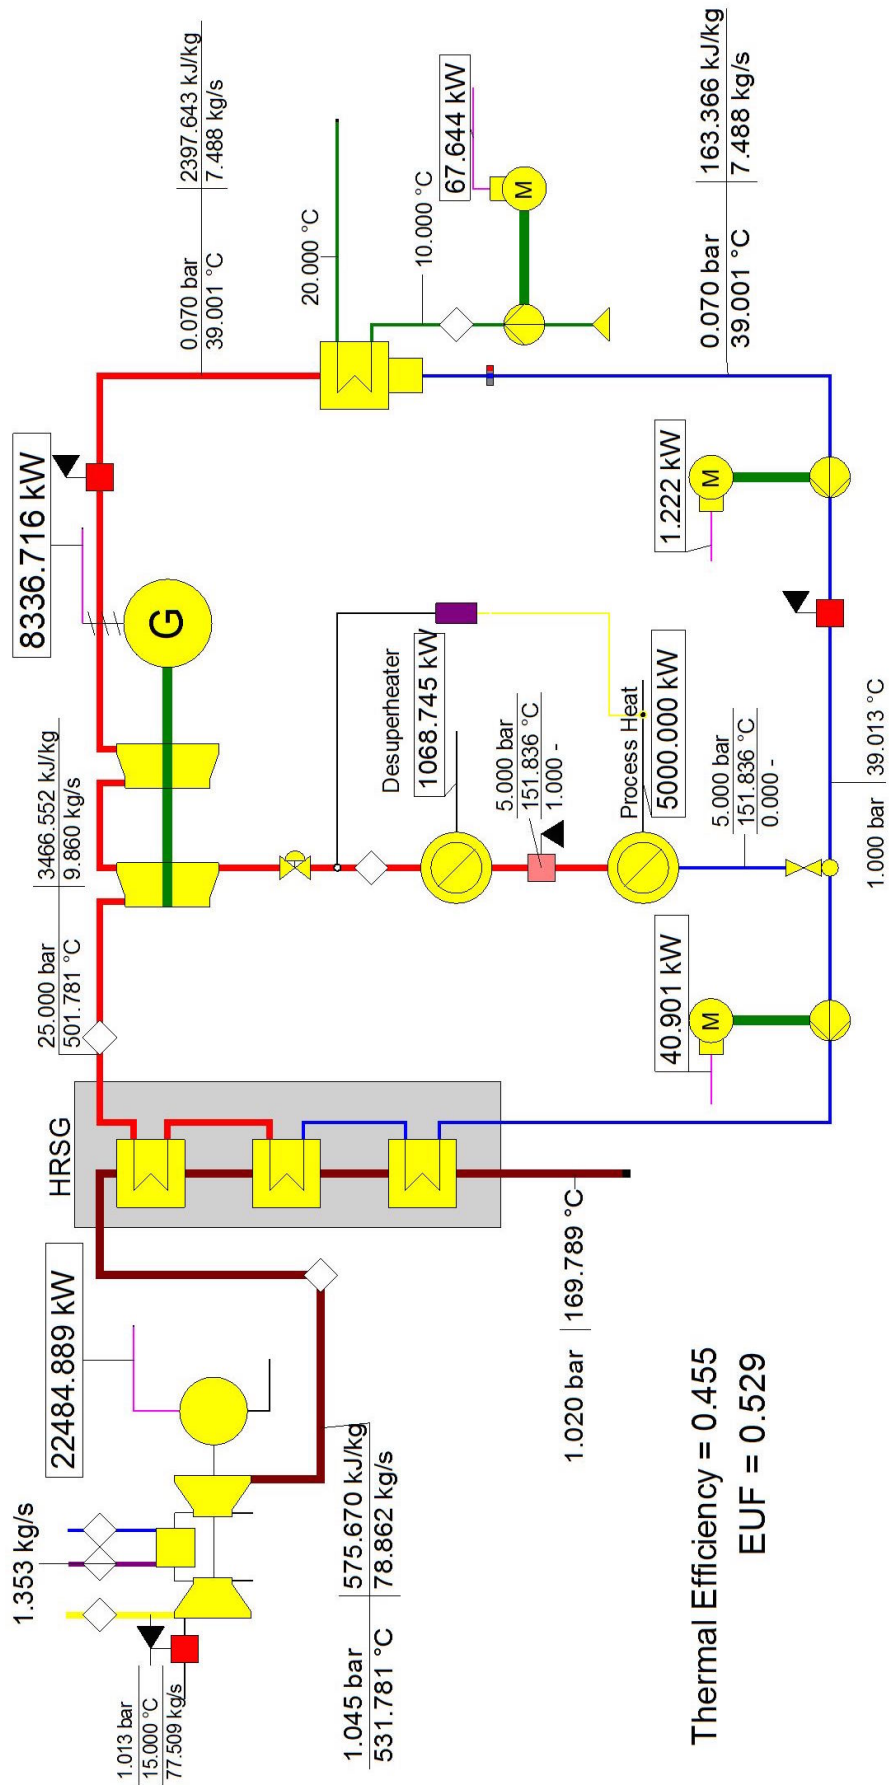 1.353 kg/s
1.013 bar
15.000 °C
77.509 kg/s
22484.889 kW
1.045 bar
575.670 kJ/kg
531.781 °C
78.862 kg/s
HRSG
1.020 bar
169.789 °C
25.000 bar
3466.552 kJ/kg
501.781 °C
9.860 kg/s
8336.716 kW
G
0.070 bar
2397.643 kJ/kg
39.001 °C
7.488 kg/s
20.000 °C
10.000 °C
67.644 kW
M
Desuperheater
1068.745 kW
5.000 bar
151.836 °C
1.000 -
Process Heat
5000.000 kW
5.000 bar
151.836 °C
0.000 -
40.901 kW
M
1.222 kW
M
0.070 bar
163.366 kJ/kg
39.001 °C
7.488 kg/s
1.000 bar
39.013 °C
Thermal Efficiency = 0.455
EUF = 0.529